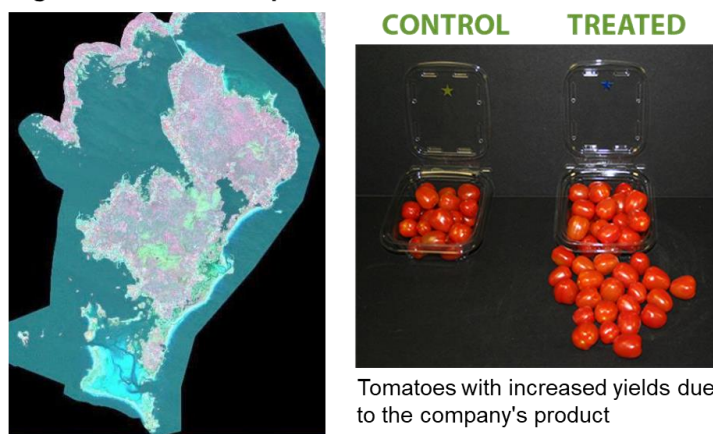 CONTROL TREATED
Tomatoes with increased yields due
to the company's product